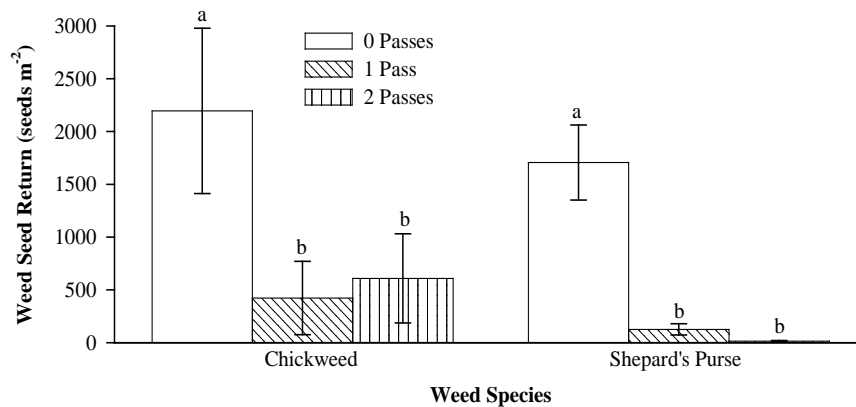 Weed Seed Return (seeds m-2)
3000
2500
2000
1500
1000
500
0
0 Passes
1 Pass
2 Passes
a
b
b
a
b
b
Chickweed
Shepard's Purse
Weed Species